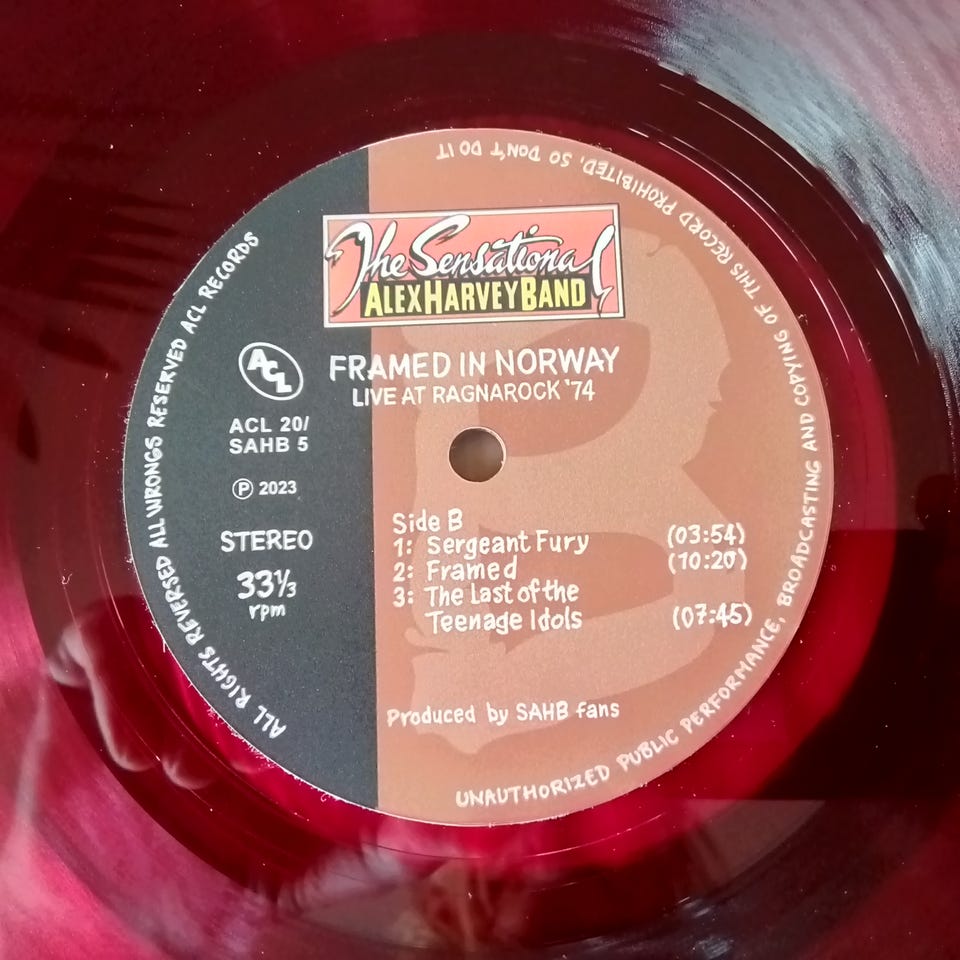 The Sensational
ALEX HARVEY BAND
FRAMED IN NORWAY
LIVE AT RAGNAROCK '74
ACL
ACL 20/
SAHB 5
Ⓟ 2023
STEREO
33⅓
rpm
Side B
1: Sergeant Fury (03:54)
2: Framed (10:20)
3: The Last of the
Teenage Idols (07:45)
Produced by SAHB fans
ALL RIGHTS REVERSED ALL WRONGS RESERVED ACL RECORDS
UNAUTHORIZED PUBLIC PERFORMANCE, BROADCASTING AND COPYING OF THIS RECORD PROHIBITED, SO DON'T DO IT